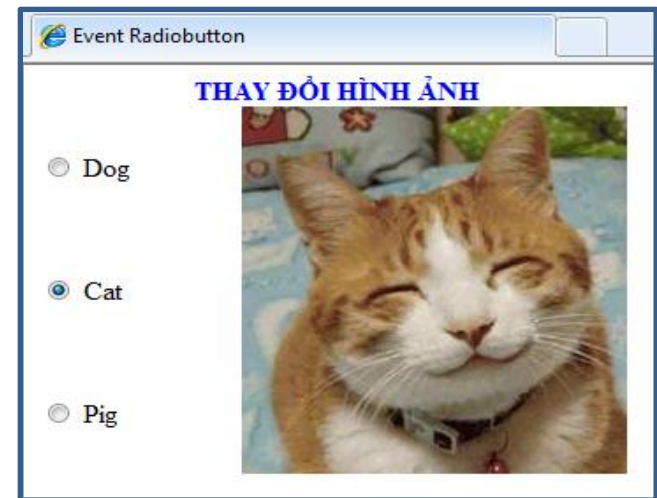 Event Radiobutton
THAY ĐỔI HÌNH ẢNH
Dog
Cat
Pig